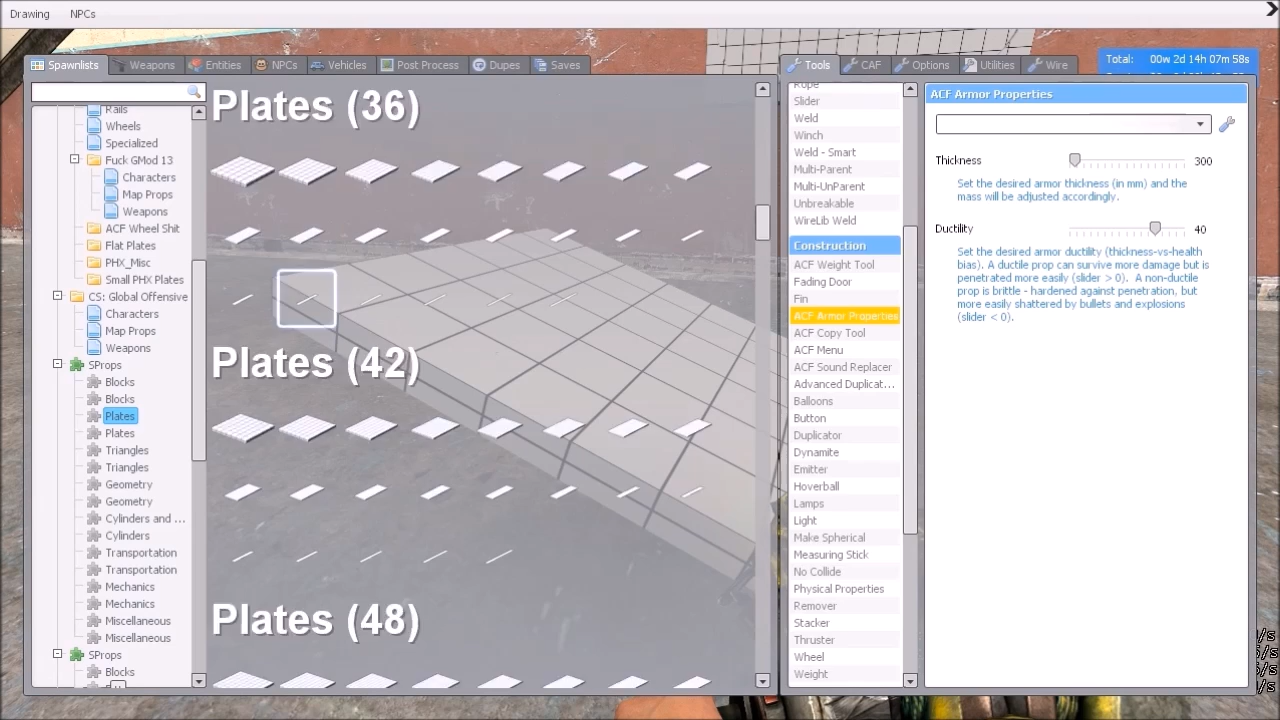 Drawing NPCs
Spawnlists Weapons Entities NPCs Vehicles Post Process Dupes Saves
Tools CAF Options Utilities Wire
Total: 00w 2d 14h 07m 58s
Rails
Wheels
Specialized
Fuck GMod 13
Characters
Map Props
Weapons
ACF Wheel Shit
Flat Plates
PHX_Misc
Small PHX Plates
CS: Global Offensive
Characters
Map Props
Weapons
SProps
Blocks
Blocks
Plates
Plates
Triangles
Triangles
Geometry
Geometry
Cylinders and ...
Cylinders
Transportation
Transportation
Mechanics
Mechanics
Miscellaneous
Miscellaneous
SProps
Blocks
Plates (36)
Plates (42)
Plates (48)
Rope
Slider
Weld
Winch
Weld - Smart
Multi-Parent
Multi-UnParent
Unbreakable
WireLib Weld
Construction
ACF Weight Tool
Fading Door
Fin
ACF Armor Properties
ACF Copy Tool
ACF Menu
ACF Sound Replacer
Advanced Duplicat...
Balloons
Button
Duplicator
Dynamite
Emitter
Hoverball
Lamps
Light
Make Spherical
Measuring Stick
No Collide
Physical Properties
Remover
Stacker
Thruster
Wheel
Weight
ACF Armor Properties
Thickness 300
Set the desired armor thickness (in mm) and the
mass will be adjusted accordingly.
Ductility 40
Set the desired armor ductility (thickness-vs-health
bias). A ductile prop can survive more damage but is
penetrated more easily (slider > 0). A non-ductile
prop is brittle - hardened against penetration, but
more easily shattered by bullets and explosions
(slider < 0).